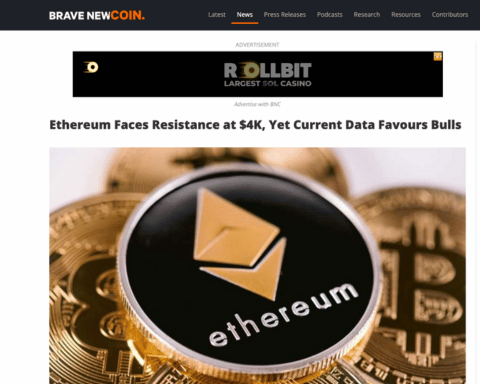 BRAVE NEWCOIN.
Latest News Press Releases Podcasts Research Resources Contributors
ADVERTISEMENT
ROLLBIT
LARGEST SOL CASINO
Advertise with BNC
Ethereum Faces Resistance at $4K, Yet Current Data Favours Bulls
ethereum